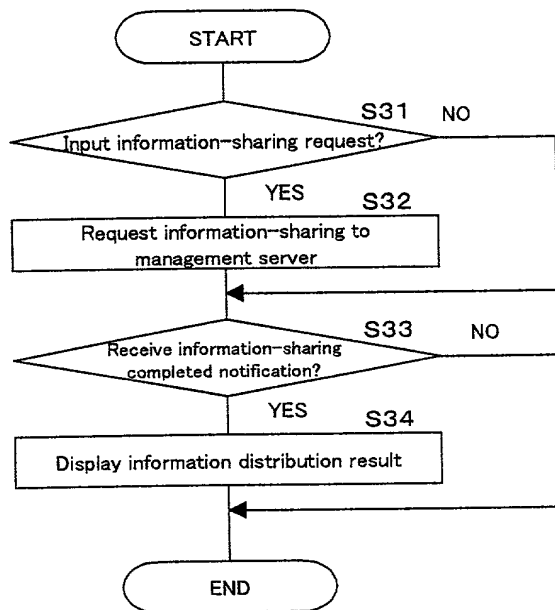 START
S31
NO
Input information-sharing request?
YES
S32
Request information-sharing to
management server
S33
NO
Receive information-sharing
completed notification?
YES
S34
Display information distribution result
END